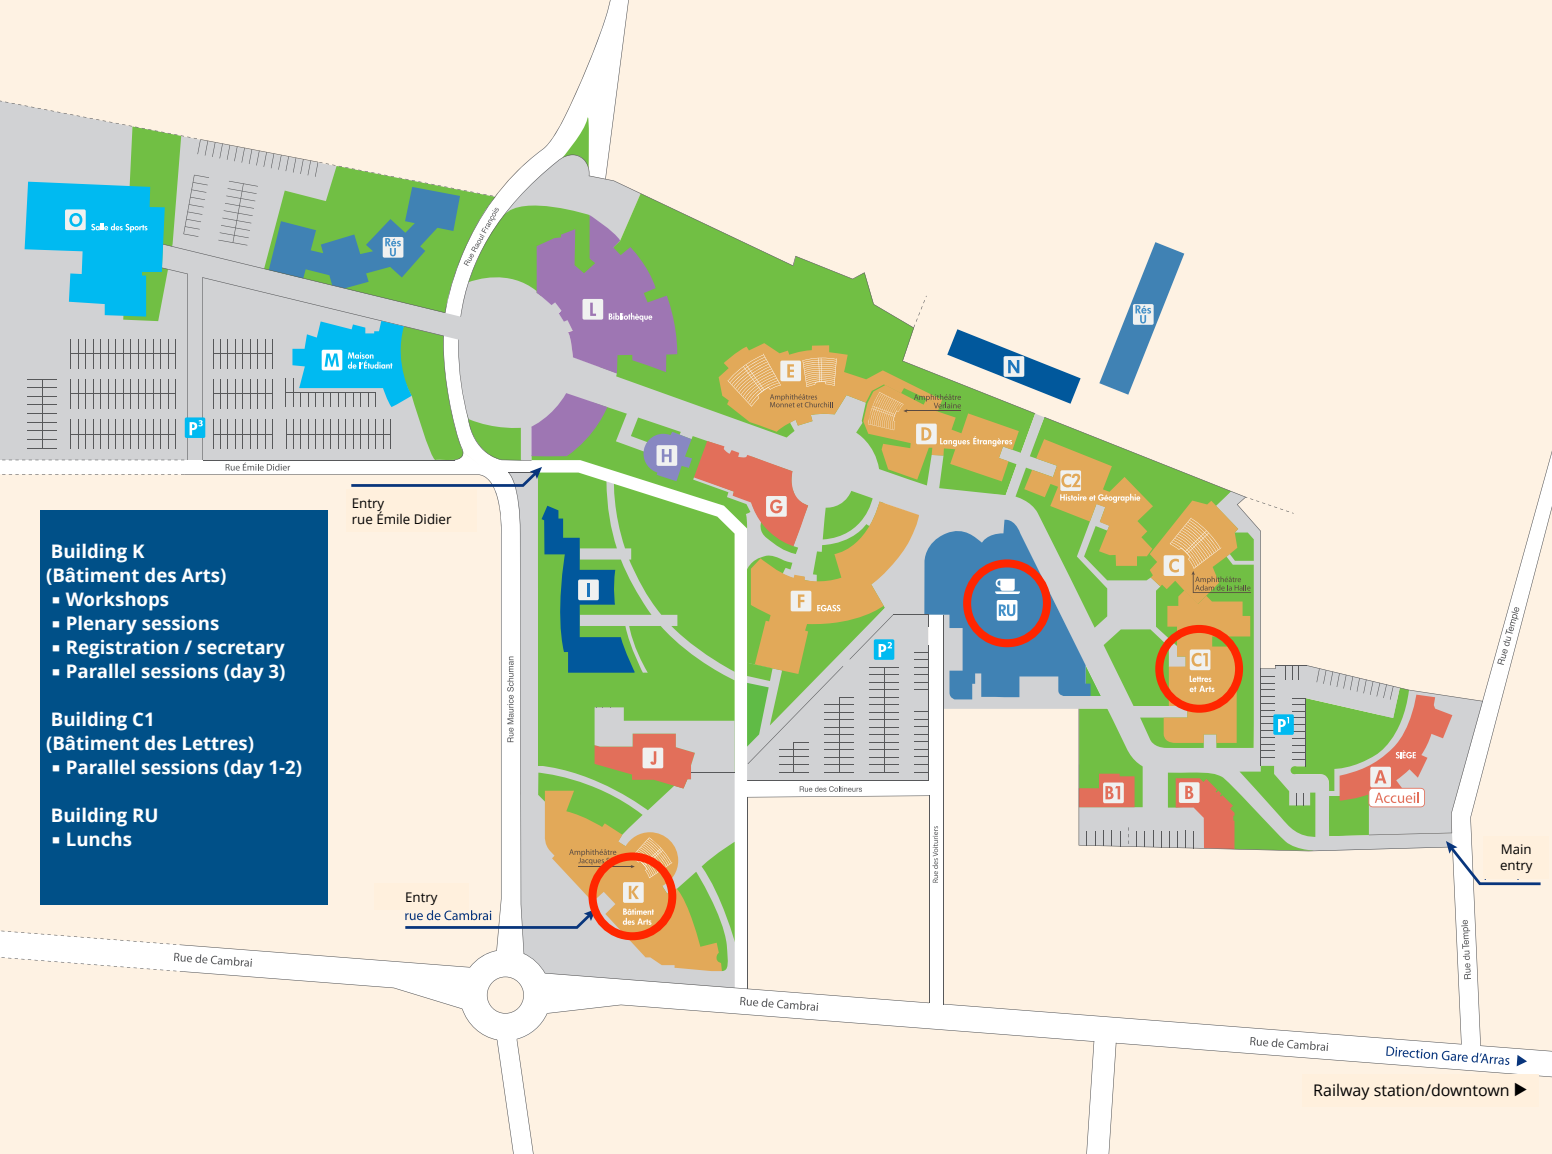 O
Salle des Sports
Rés
U
Rue Raoul François
L
Bibliothèque
M
Maison
de l'Étudiant
E
Amphithéâtres
Monnet et Churchill
Amphithéâtre
Verlaine
D
Langues Étrangères
N
Rés
U
P³
Rue Émile Didier
H
G
C2
Histoire et Géographie
Entry
rue Émile Didier
I
F
EGASS
RU
C
Amphithéâtre
Adam de la Halle
C1
Lettres
et Arts
P²
P¹
Rue du Temple
Rue Maurice Schuman
J
Rue des Coltineurs
Rue des Voituriers
B1
B
SIÈGE
A
Accueil
Main
entry
Building K
(Bâtiment des Arts)
▪ Workshops
▪ Plenary sessions
▪ Registration / secretary
▪ Parallel sessions (day 3)
Building C1
(Bâtiment des Lettres)
▪ Parallel sessions (day 1-2)
Building RU
▪ Lunchs
Amphithéâtre
Jacques
K
Bâtiment
des Arts
Entry
rue de Cambrai
Rue de Cambrai
Rue de Cambrai
Rue de Cambrai
Rue du Temple
Direction Gare d'Arras ▶
Railway station/downtown ▶